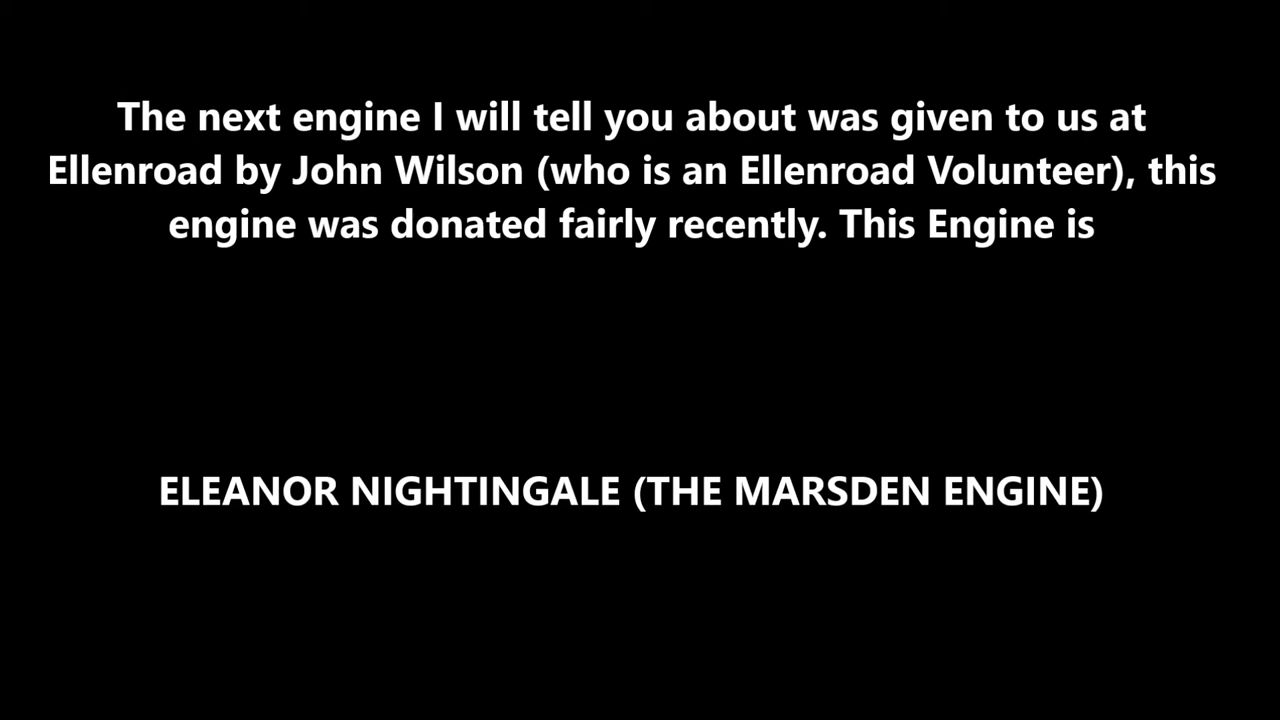 The next engine I will tell you about was given to us at
Ellenroad by John Wilson (who is an Ellenroad Volunteer), this
engine was donated fairly recently. This Engine is
ELEANOR NIGHTINGALE (THE MARSDEN ENGINE)